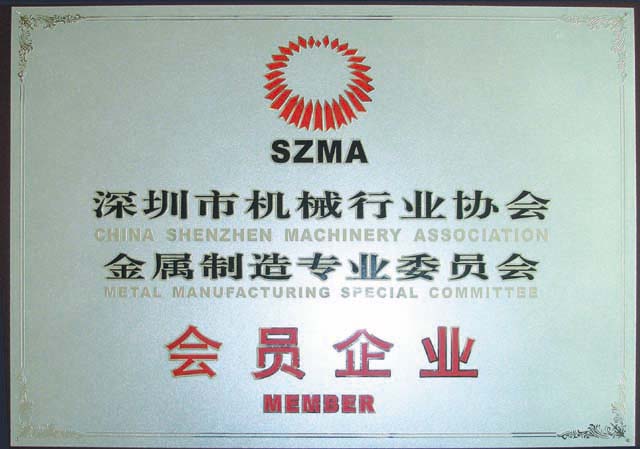 SZMA
深圳市机械行业协会
CHINA SHENZHEN MACHINERY ASSOCIATION
金属制造专业委员会
METAL MANUFACTURING SPECIAL COMMITTEE
会员企业
MEMBER